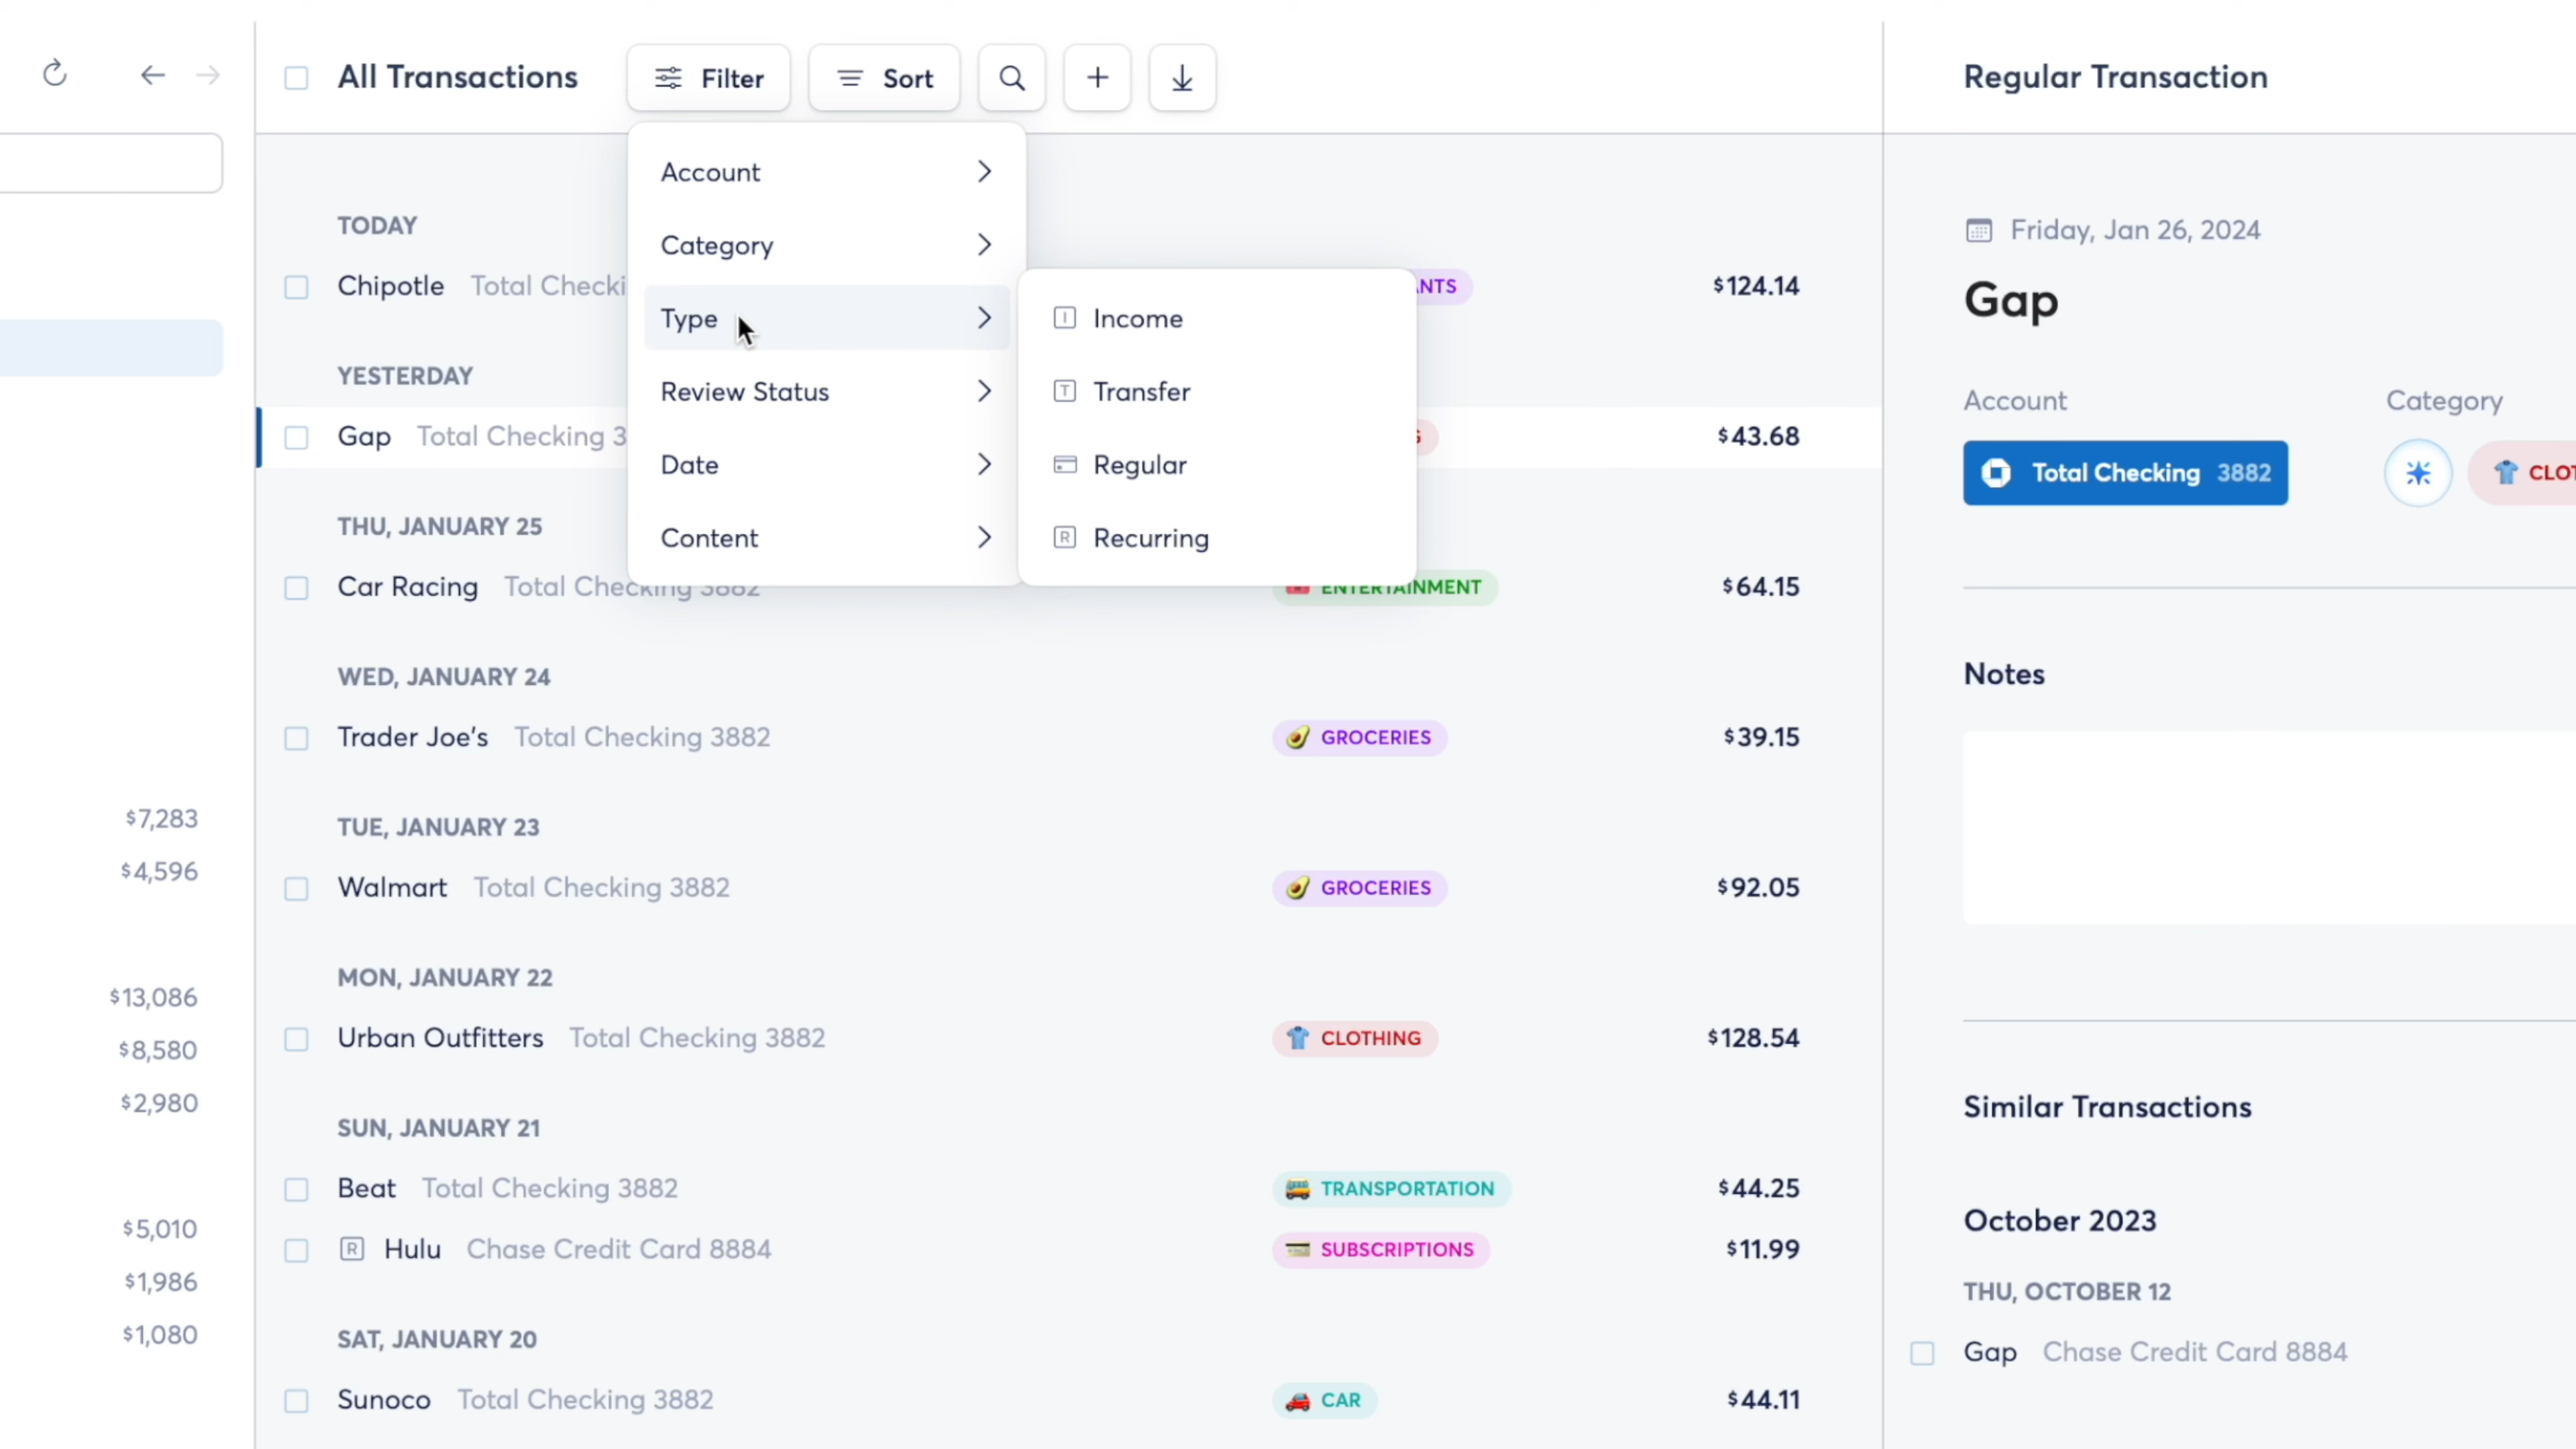 All Transactions Filter Sort
Regular Transaction
Account
Category
Type
Review Status
Date
Content
Income
Transfer
Regular
Recurring
TODAY
Chipotle Total $124.14
YESTERDAY
Gap Total Checking $43.68
THU, JANUARY 25
Car Racing Total Checking 3882 ENTERTAINMENT $64.15
WED, JANUARY 24
Trader Joe's Total Checking 3882 GROCERIES $39.15
TUE, JANUARY 23
Walmart Total Checking 3882 GROCERIES $92.05
MON, JANUARY 22
Urban Outfitters Total Checking 3882 CLOTHING $128.54
SUN, JANUARY 21
Beat Total Checking 3882 TRANSPORTATION $44.25
R Hulu Chase Credit Card 8884 SUBSCRIPTIONS $11.99
SAT, JANUARY 20
Sunoco Total Checking 3882 CAR $44.11
$7,283
$4,596
$13,086
$8,580
$2,980
$5,010
$1,986
$1,080
Friday, Jan 26, 2024
Gap
Account Category
Total Checking 3882
Notes
Similar Transactions
October 2023
THU, OCTOBER 12
Gap Chase Credit Card 8884